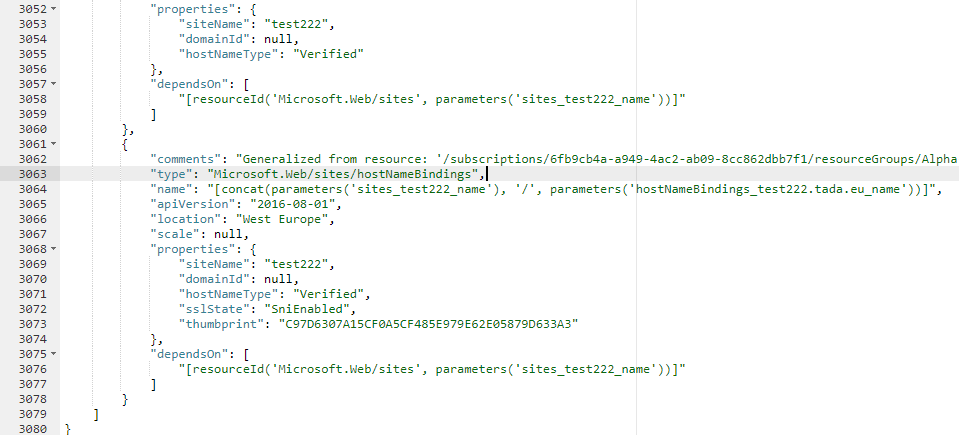 3052 "properties": {
3053 "siteName": "test222",
3054 "domainId": null,
3055 "hostNameType": "Verified"
3056 },
3057 "dependsOn": [
3058 "[resourceId('Microsoft.Web/sites', parameters('sites_test222_name'))]"
3059 ]
3060 },
3061 {
3062 "comments": "Generalized from resource: '/subscriptions/6fb9cb4a-a949-4ac2-ab09-8cc862dbb7f1/resourceGroups/Alpha
3063 "type": "Microsoft.Web/sites/hostNameBindings",
3064 "name": "[concat(parameters('sites_test222_name'), '/', parameters('hostNameBindings_test222.tada.eu_name'))]",
3065 "apiVersion": "2016-08-01",
3066 "location": "West Europe",
3067 "scale": null,
3068 "properties": {
3069 "siteName": "test222",
3070 "domainId": null,
3071 "hostNameType": "Verified",
3072 "sslState": "SniEnabled",
3073 "thumbprint": "C97D6307A15CF0A5CF485E979E62E05879D633A3"
3074 },
3075 "dependsOn": [
3076 "[resourceId('Microsoft.Web/sites', parameters('sites_test222_name'))]"
3077 ]
3078 }
3079 ]
3080 }